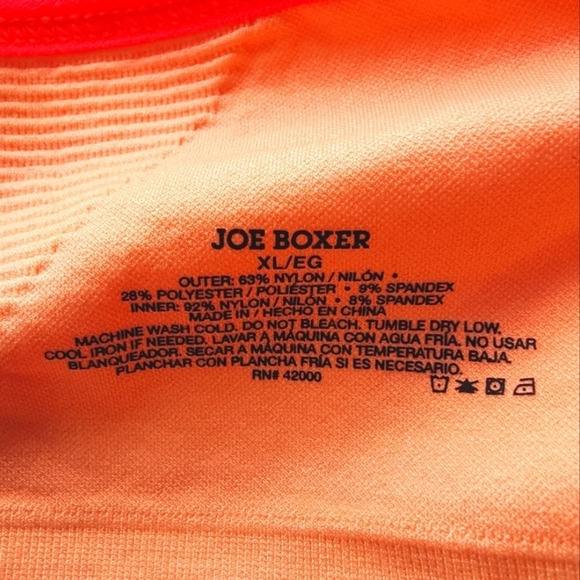 JOE BOXER
XL/EG
OUTER: 63% NYLON / NILÓN •
28% POLYESTER / POLIÉSTER • 9% SPANDEX
INNER: 92% NYLON / NILON • 8% SPANDEX
MADE IN / HECHO EN CHINA
MACHINE WASH COLD. DO NOT BLEACH. TUMBLE DRY LOW.
COOL IRON IF NEEDED. LAVAR A MÁQUINA CON AGUA FRÍA. NO USAR
BLANQUEADOR. SECAR A MÁQUINA CON TEMPERATURA BAJA.
PLANCHAR CON PLANCHA FRÍA SI ES NECESARIO.
RN# 42000